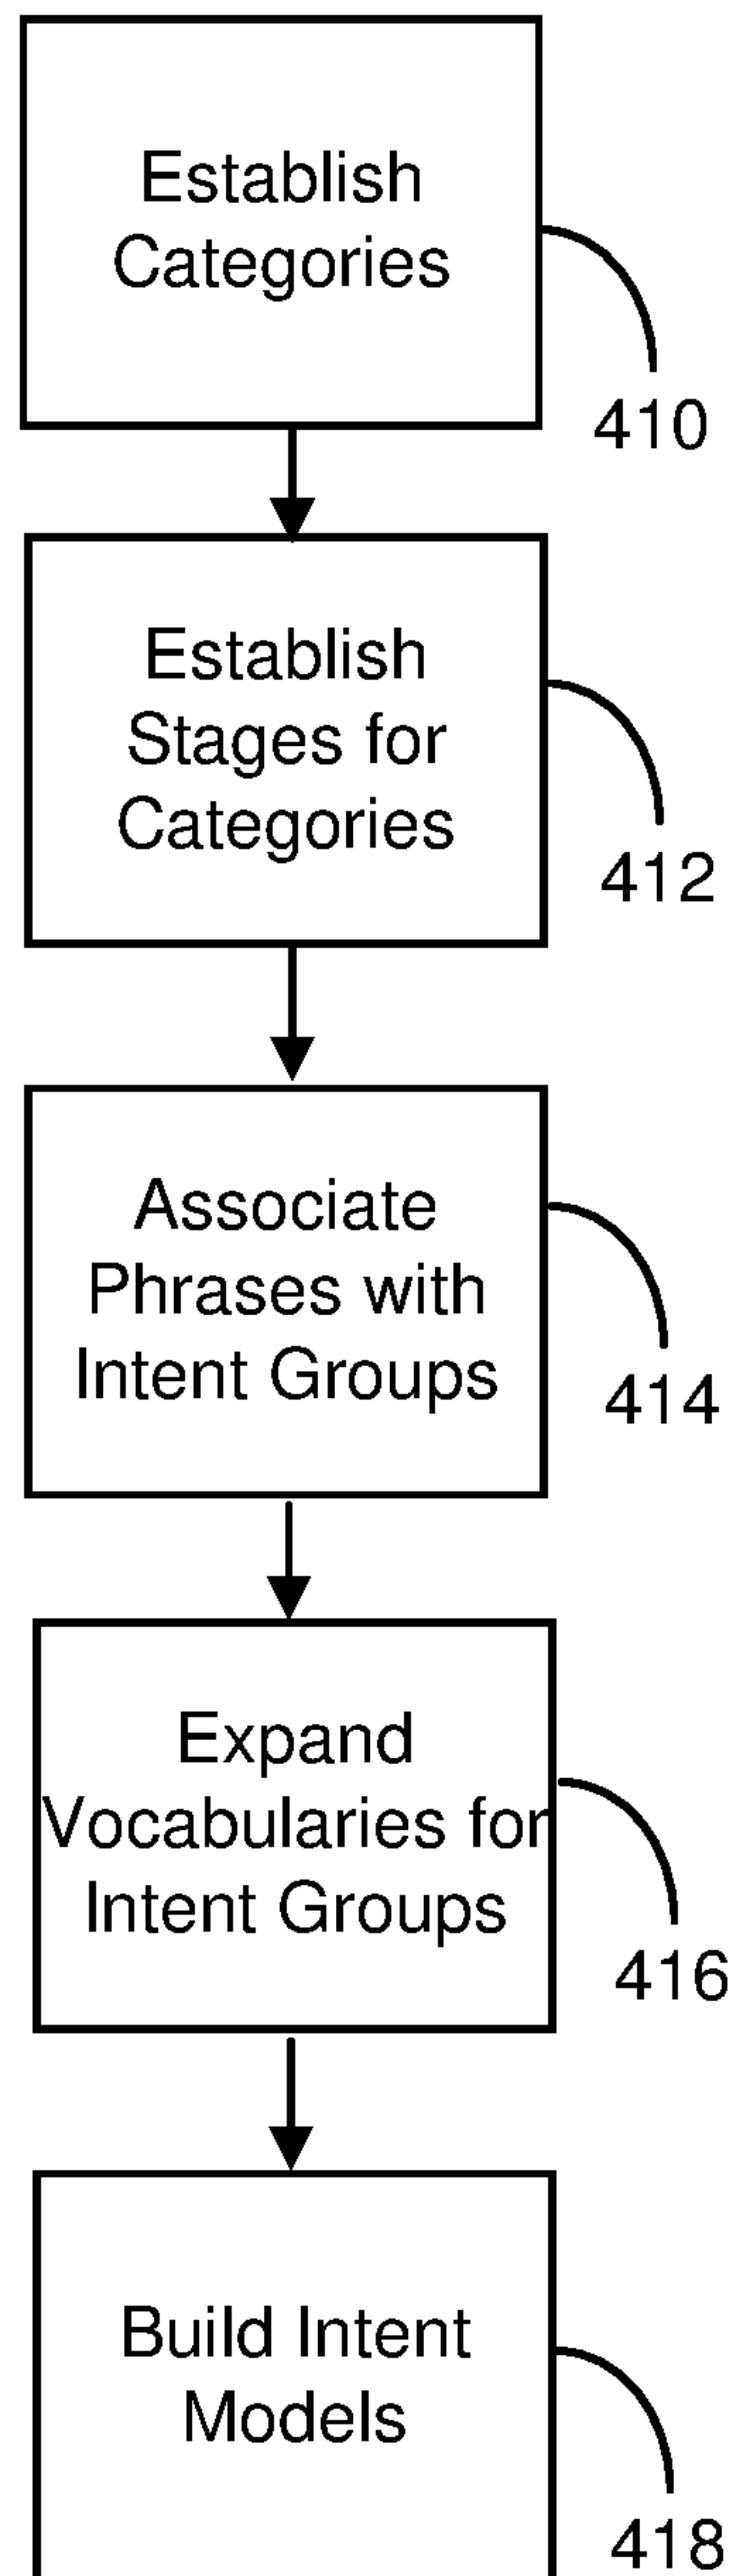 Establish
Categories
410
Establish
Stages for
Categories
412
Associate
Phrases with
Intent Groups
414
Expand
Vocabularies for
Intent Groups
416
Build Intent
Models
418